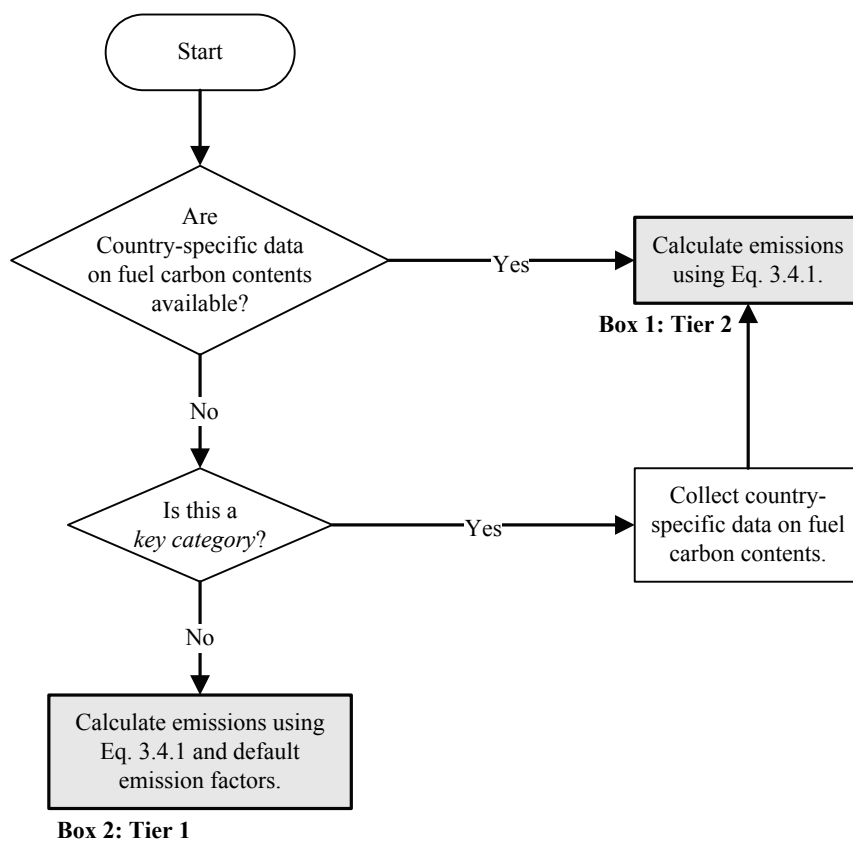 Start
Are
Country-specific data
on fuel carbon contents
available?
Yes
Calculate emissions
using Eq. 3.4.1.
Box 1: Tier 2
No
Is this a
key category?
Yes
Collect country-
specific data on fuel
carbon contents.
No
Calculate emissions using
Eq. 3.4.1 and default
emission factors.
Box 2: Tier 1